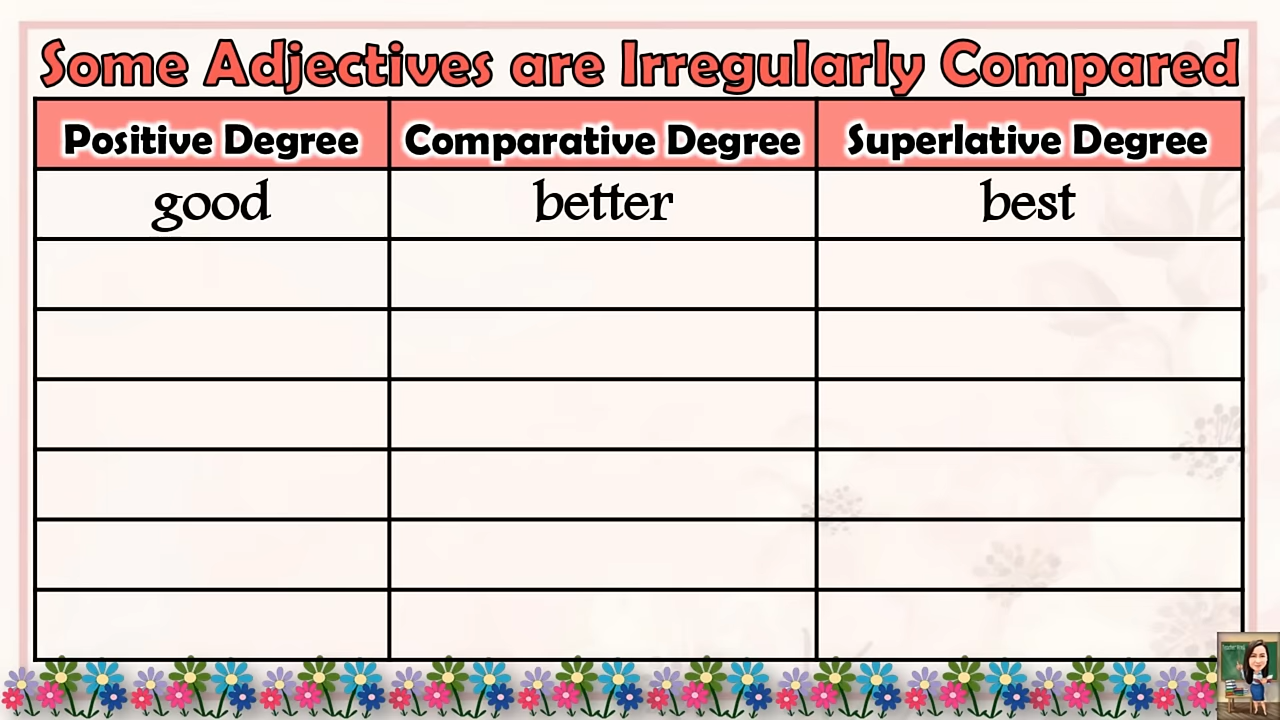 Some Adjectives are Irregularly Compared
Positive Degree Comparative Degree Superlative Degree
good better best